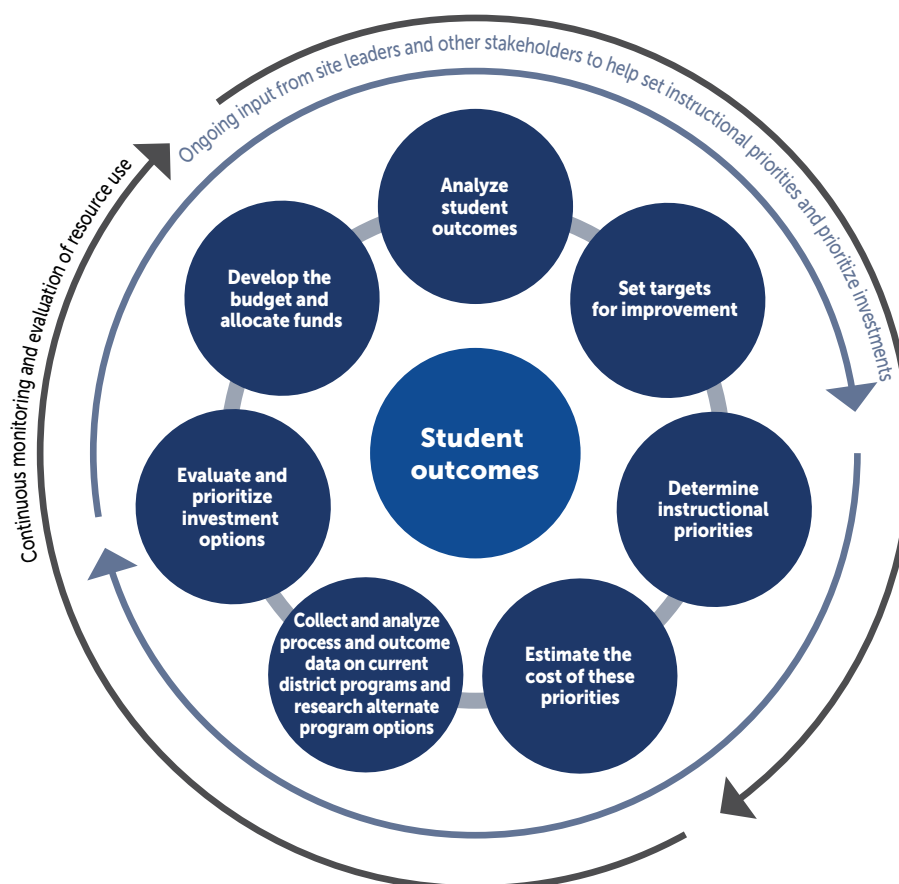 Ongoing input from site leaders and other stakeholders to help set instructional priorities and prioritize investments
Continuous monitoring and evaluation of resource use
Analyze
student
outcomes
Set targets
for improvement
Determine
instructional
priorities
Estimate the
cost of these
priorities
Collect and analyze
process and outcome
data on current
district programs and
research alternate
program options
Evaluate and
prioritize
investment
options
Develop the
budget and
allocate funds
Student
outcomes